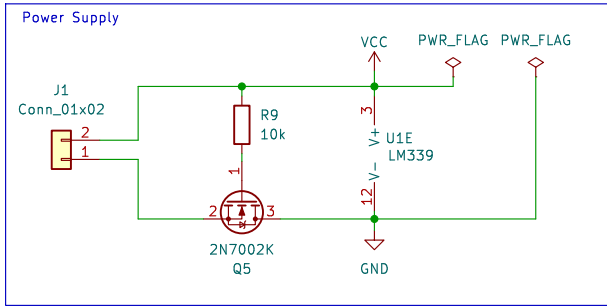 Power Supply
VCC
PWR_FLAG
PWR_FLAG
J1
Conn_01x02
2
1
R9
10k
3
V+
U1E
LM339
V-
12
1
2
3
2N7002K
Q5
GND